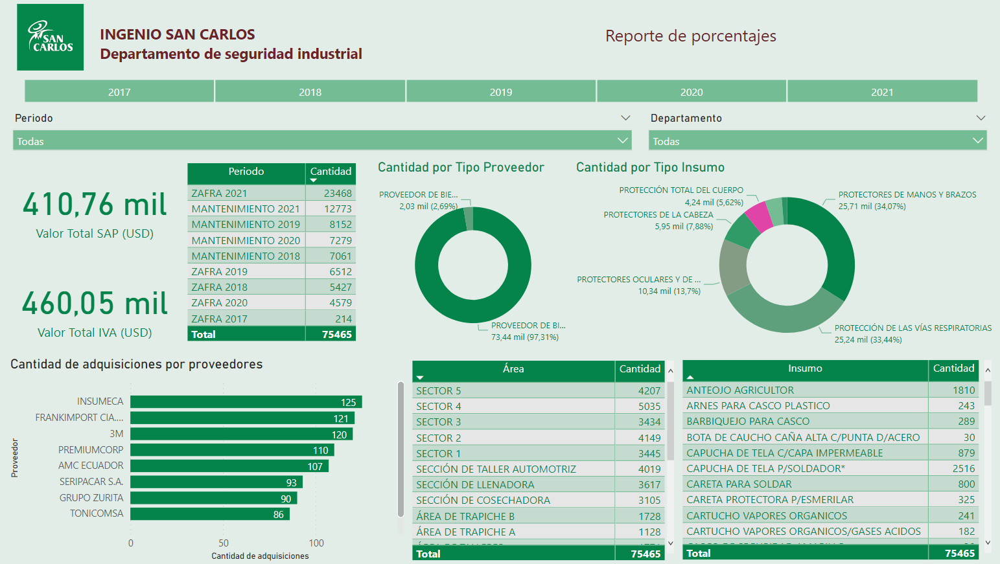 SAN
CARLOS
INGENIO SAN CARLOS
Departamento de seguridad industrial
Reporte de porcentajes
2017 2018 2019 2020 2021
Periodo
Todas
Departamento
Todas
410,76 mil
Valor Total SAP (USD)
460,05 mil
Valor Total IVA (USD)
Periodo Cantidad
ZAFRA 2021 23468
MANTENIMIENTO 2021 12773
MANTENIMIENTO 2019 8152
MANTENIMIENTO 2020 7279
MANTENIMIENTO 2018 7061
ZAFRA 2019 6512
ZAFRA 2018 5427
ZAFRA 2020 4579
ZAFRA 2017 214
Total 75465
Cantidad por Tipo Proveedor
PROVEEDOR DE BIE...
2,03 mil (2,69%)
PROVEEDOR DE BI...
73,44 mil (97,31%)
Cantidad por Tipo Insumo
PROTECCIÓN TOTAL DEL CUERPO
4,24 mil (5,62%)
PROTECTORES DE LA CABEZA
5,95 mil (7,88%)
PROTECTORES OCULARES Y DE ...
10,34 mil (13,7%)
PROTECTORES DE MANOS Y BRAZOS
25,71 mil (34,07%)
PROTECCIÓN DE LAS VÍAS RESPIRATORIAS
25,24 mil (33,44%)
Cantidad de adquisiciones por proveedores
Proveedor
INSUMECA 125
FRANKIMPORT CIA.... 121
3M 120
PREMIUMCORP 110
AMC ECUADOR 107
SERIPACAR S.A. 93
GRUPO ZURITA 90
TONICOMSA 86
0 50 100
Cantidad de adquisiciones
Área Cantidad
SECTOR 5 4207
SECTOR 4 5035
SECTOR 3 3434
SECTOR 2 4149
SECTOR 1 3445
SECCIÓN DE TALLER AUTOMOTRIZ 4019
SECCIÓN DE LLENADORA 3617
SECCIÓN DE COSECHADORA 3105
ÁREA DE TRAPICHE B 1728
ÁREA DE TRAPICHE A 1128
Total 75465
Insumo Cantidad
ANTEOJO AGRICULTOR 1810
ARNES PARA CASCO PLASTICO 243
BARBIQUEJO PARA CASCO 289
BOTA DE CAUCHO CAÑA ALTA C/PUNTA D/ACERO 30
CAPUCHA DE TELA C/CAPA IMPERMEABLE 879
CAPUCHA DE TELA P/SOLDADOR* 2516
CARETA PARA SOLDAR 800
CARETA PROTECTORA P/ESMERILAR 325
CARTUCHO VAPORES ORGANICOS 241
CARTUCHO VAPORES ORGANICOS/GASES ACIDOS 182
Total 75465